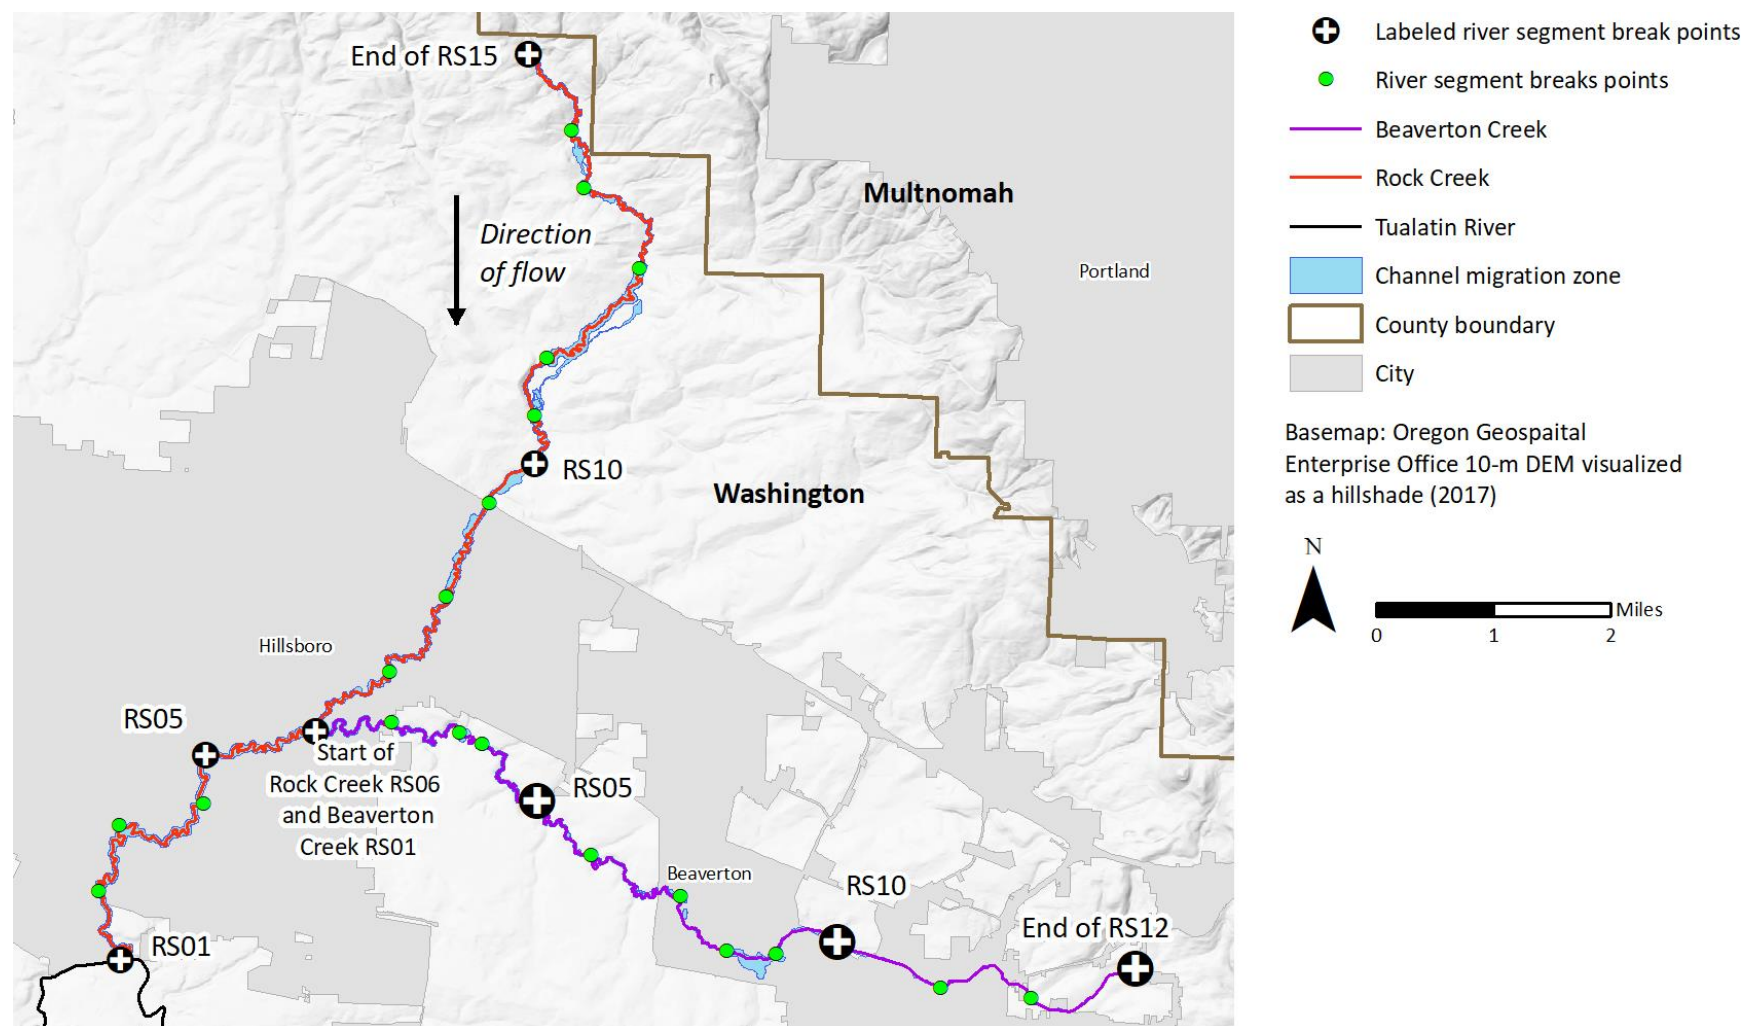 End of RS15
Direction
of flow
Multnomah
Portland
RS10
Washington
Hillsboro
RS05
Start of
Rock Creek RS06
and Beaverton
Creek RS01
RS05
Beaverton
RS10
End of RS12
RS01
Labeled river segment break points
River segment breaks points
Beaverton Creek
Rock Creek
Tualatin River
Channel migration zone
County boundary
City
Basemap: Oregon Geospaital
Enterprise Office 10-m DEM visualized
as a hillshade (2017)
N
Miles
0 1 2